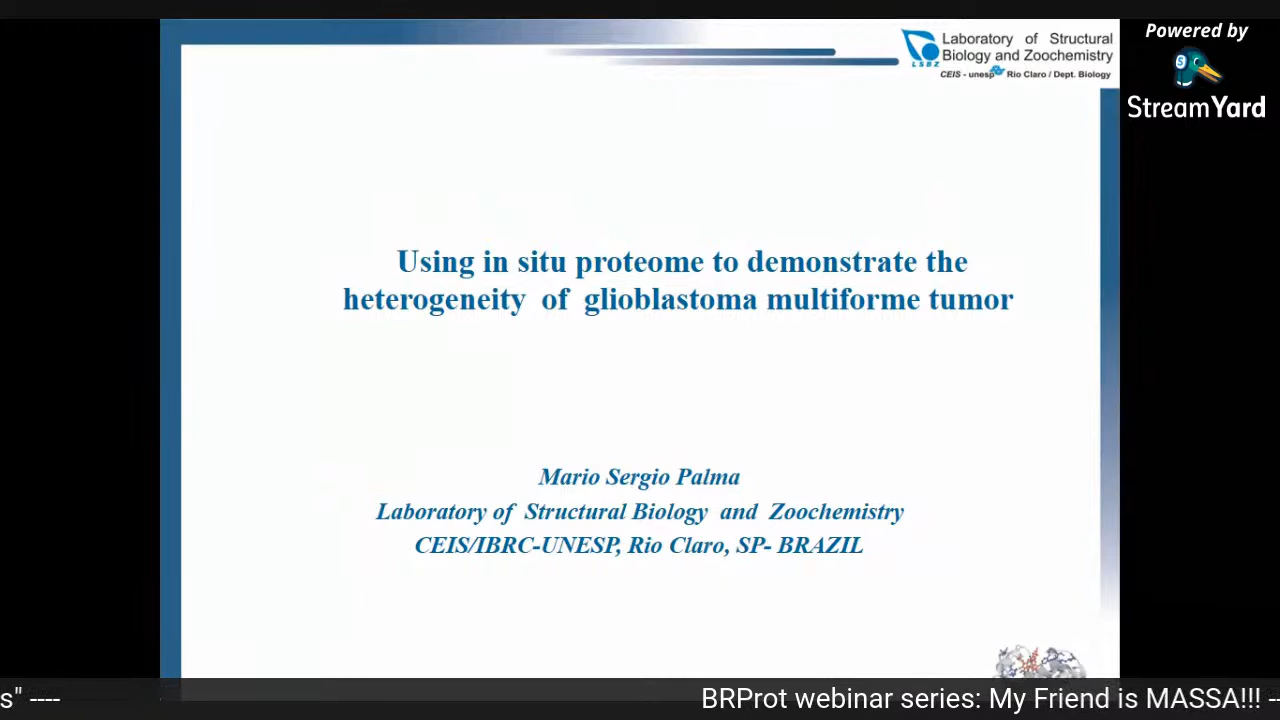 Laboratory of Structural
Biology and Zoochemistry
LSBZ
CEIS - unesp Rio Claro / Dept. Biology
Powered by
S
StreamYard
Using in situ proteome to demonstrate the
heterogeneity of glioblastoma multiforme tumor
Mario Sergio Palma
Laboratory of Structural Biology and Zoochemistry
CEIS/IBRC-UNESP, Rio Claro, SP- BRAZIL
s" ---- BRProt webinar series: My Friend is MASSA!!! --